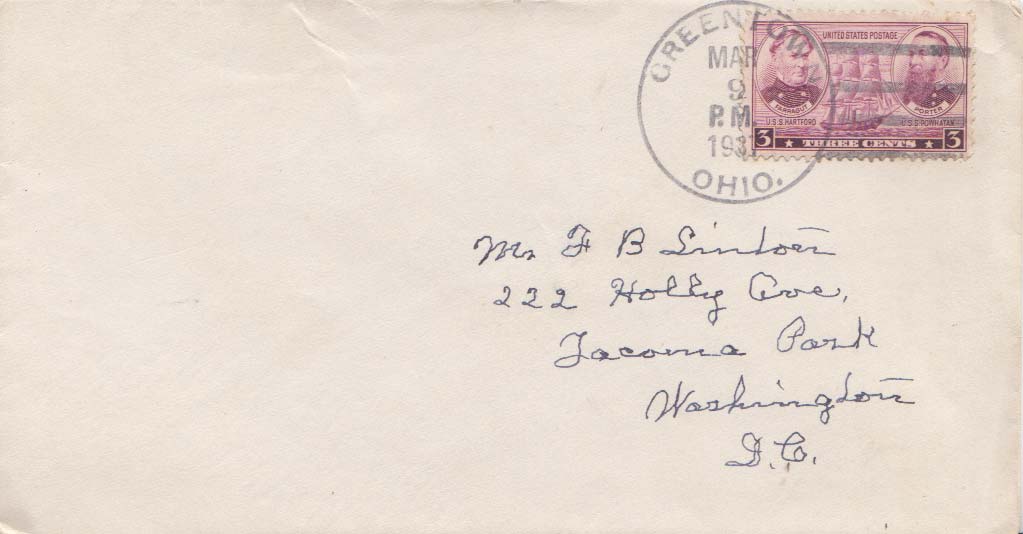 GREENTOWN
MAR
9
P.M.
1937
OHIO.
UNITED STATES POSTAGE
FARRAGUT
PORTER
U.S.S. HARTFORD
U.S.S. POWHATAN
3 ★ THREE CENTS ★ 3
Mr F B Linton
222 Holly Ave,
Tacoma Park
Washington
D.C.